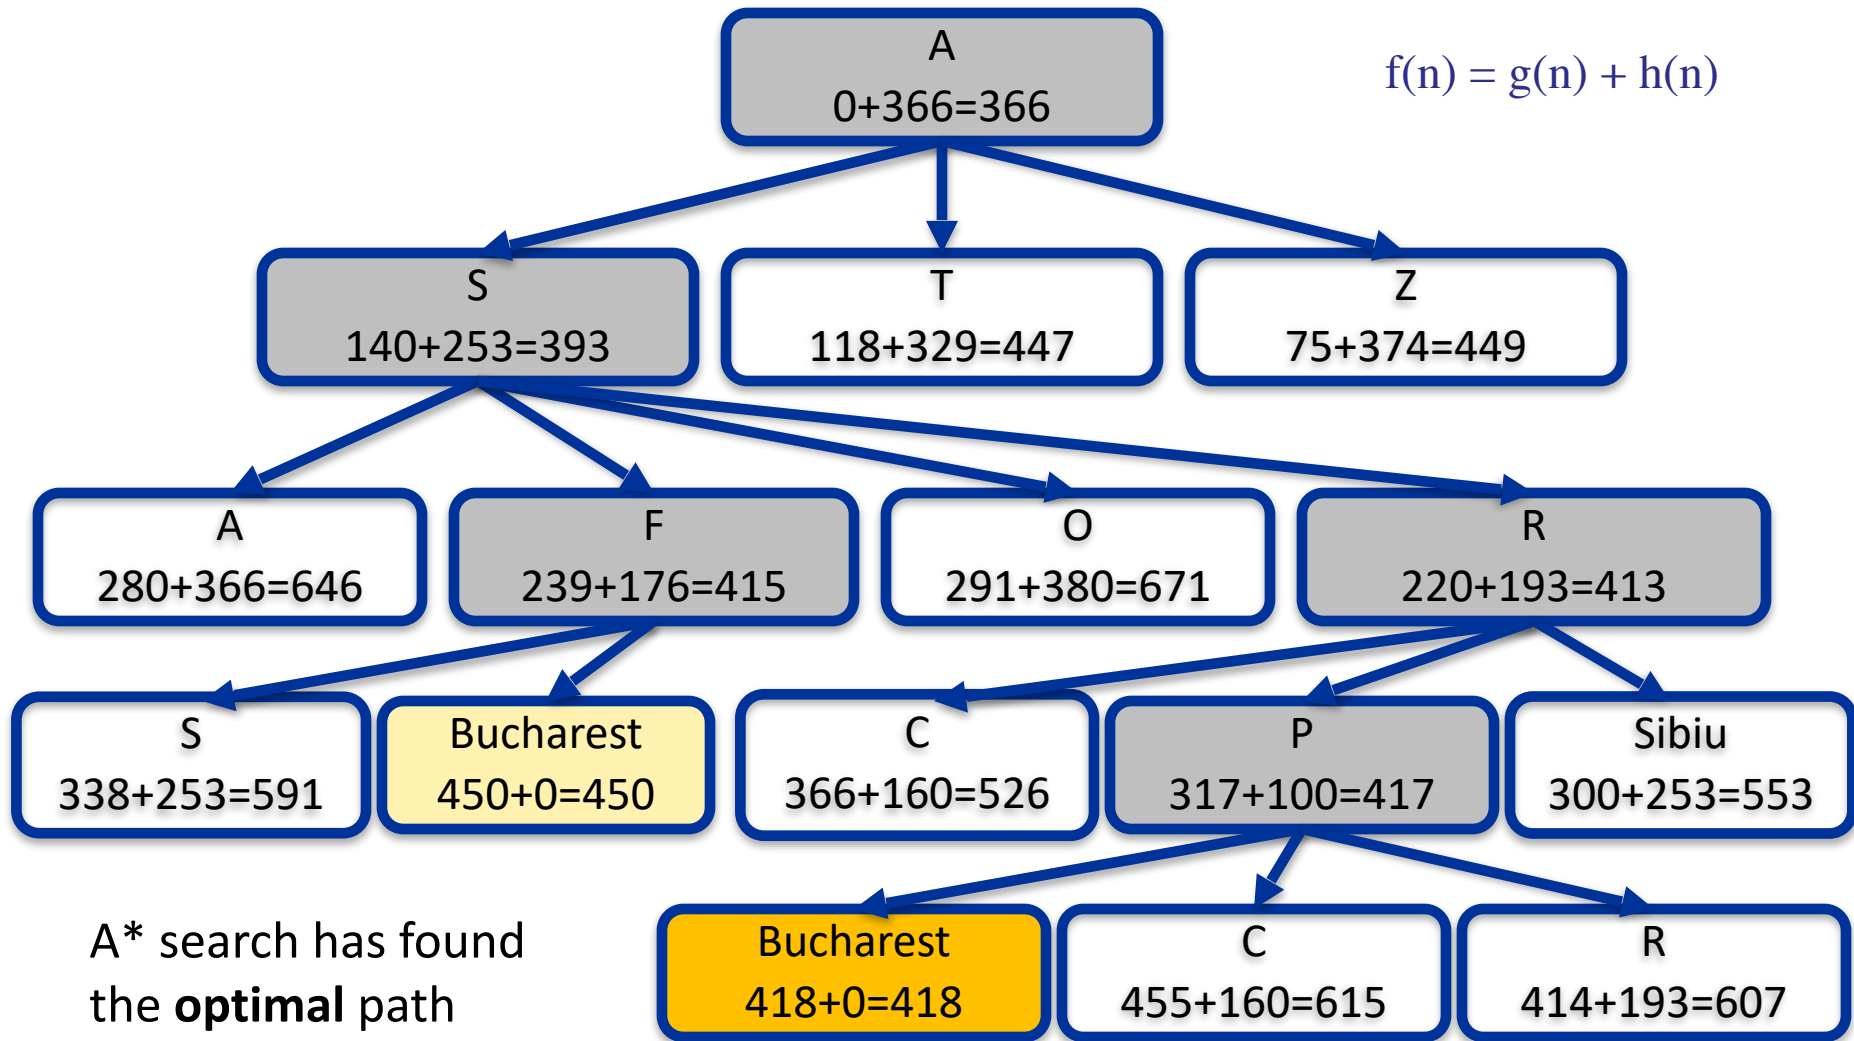 A
0+366=366
f(n) = g(n) + h(n)
S
140+253=393
T
118+329=447
Z
75+374=449
A
280+366=646
F
239+176=415
O
291+380=671
R
220+193=413
S
338+253=591
Bucharest
450+0=450
C
366+160=526
P
317+100=417
Sibiu
300+253=553
A* search has found
the optimal path
Bucharest
418+0=418
C
455+160=615
R
414+193=607